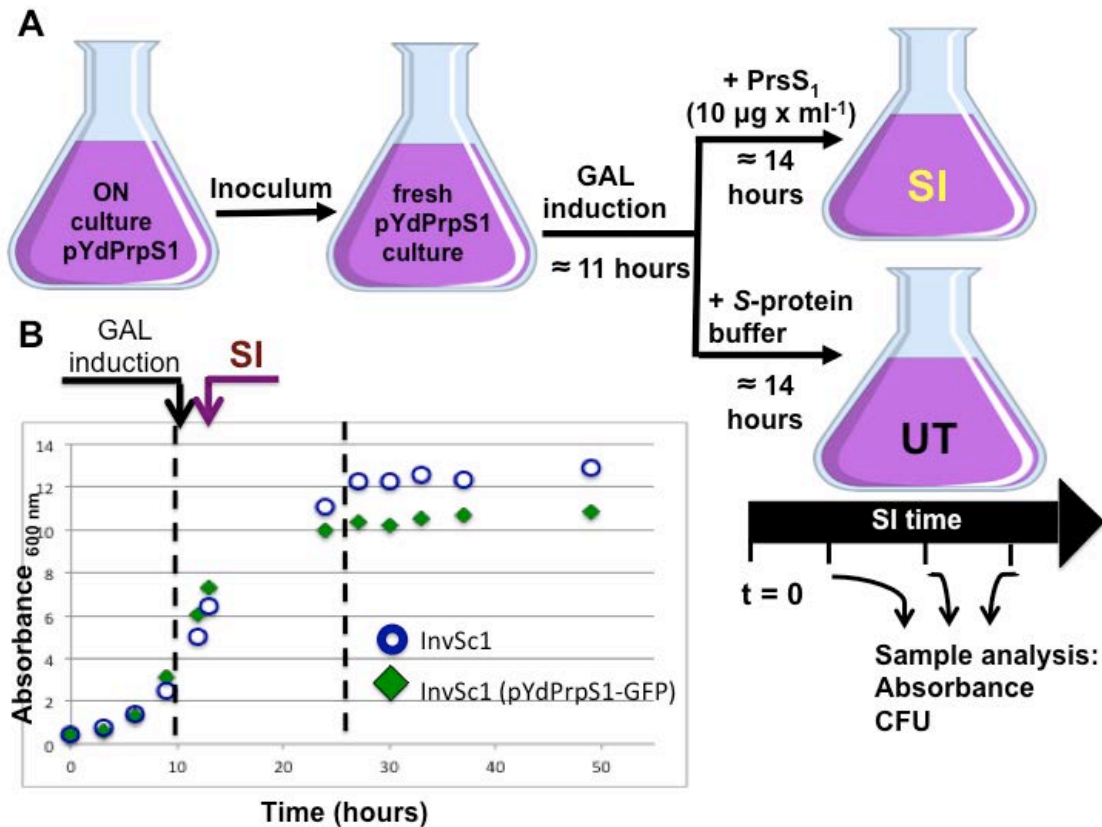 A
ON
culture
pYdPrpS1
Inoculum
fresh
pYdPrpS1
culture
GAL
induction
≈ 11 hours
+ PrsS₁
(10 µg x ml⁻¹)
≈ 14
hours
SI
+ S-protein
buffer
≈ 14
hours
UT
SI time
t = 0
Sample analysis:
Absorbance
CFU
B
GAL
induction
SI
Absorbance 600 nm
14
12
10
8
6
4
2
0
InvSc1
InvSc1 (pYdPrpS1-GFP)
0 10 20 30 40 50
Time (hours)